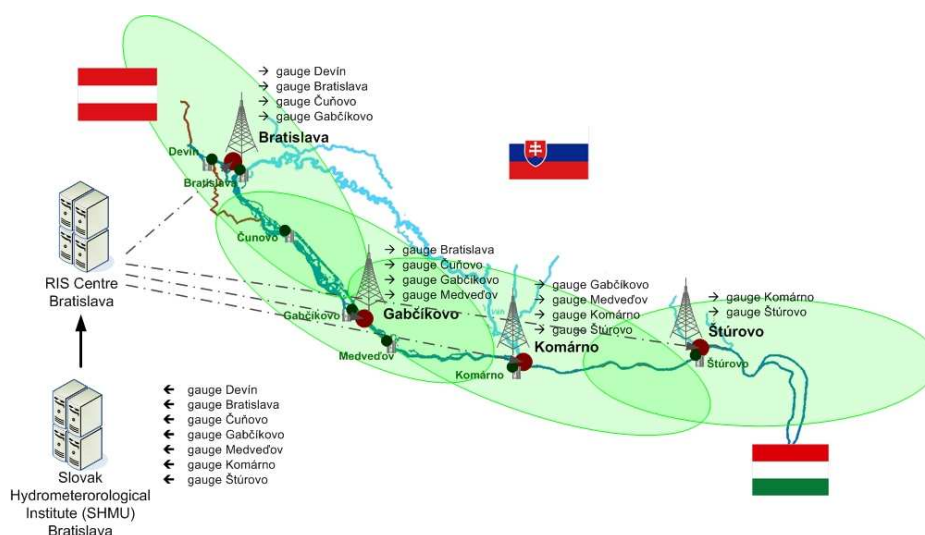 → gauge Devín
→ gauge Bratislava
→ gauge Čuňovo
→ gauge Gabčíkovo
Bratislava
Devín
Bratislava
Čunovo
RIS Centre
Bratislava
→ gauge Bratislava
→ gauge Čuňovo
→ gauge Gabčíkovo
→ gauge Medveďov
Gabčíkovo
Gabčíkovo
Medveďov
→ gauge Gabčíkovo
→ gauge Medveďov
→ gauge Komárno
→ gauge Štúrovo
Komárno
Komárno
→ gauge Komárno
→ gauge Štúrovo
Štúrovo
Štúrovo
← gauge Devín
← gauge Bratislava
← gauge Čuňovo
← gauge Gabčíkovo
← gauge Medveďov
← gauge Komárno
← gauge Štúrovo
Slovak
Hydrometerorological
Institute (SHMU)
Bratislava